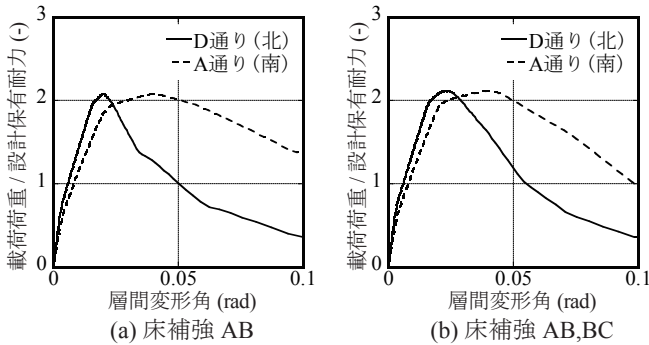 3
D通り (北)
A通り (南)
2
1
0
載荷荷重 / 設計保有耐力 (-)
0 0.05 0.1
層間変形角 (rad)
(a) 床補強 AB
3
D通り (北)
A通り (南)
2
1
0
載荷荷重 / 設計保有耐力 (-)
0 0.05 0.1
層間変形角 (rad)
(b) 床補強 AB,BC